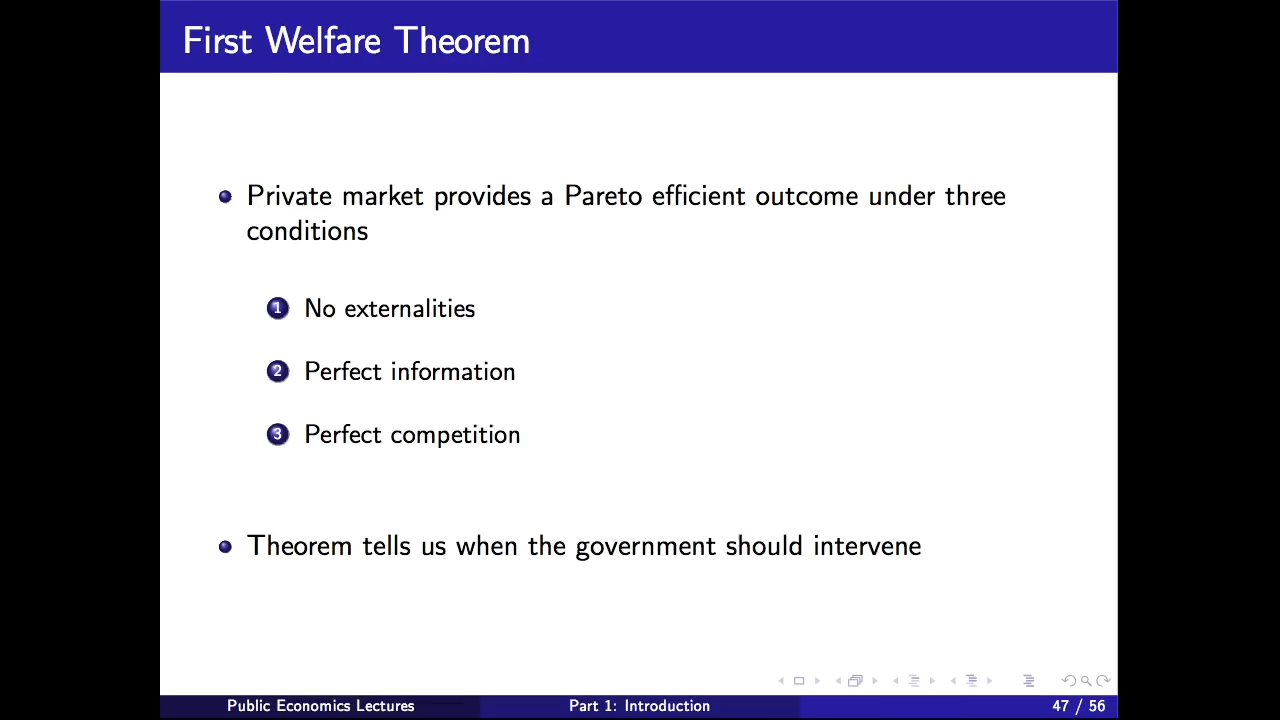 First Welfare Theorem
Private market provides a Pareto efficient outcome under three
conditions
1 No externalities
2 Perfect information
3 Perfect competition
Theorem tells us when the government should intervene
Public Economics Lectures
Part 1: Introduction
47 / 56